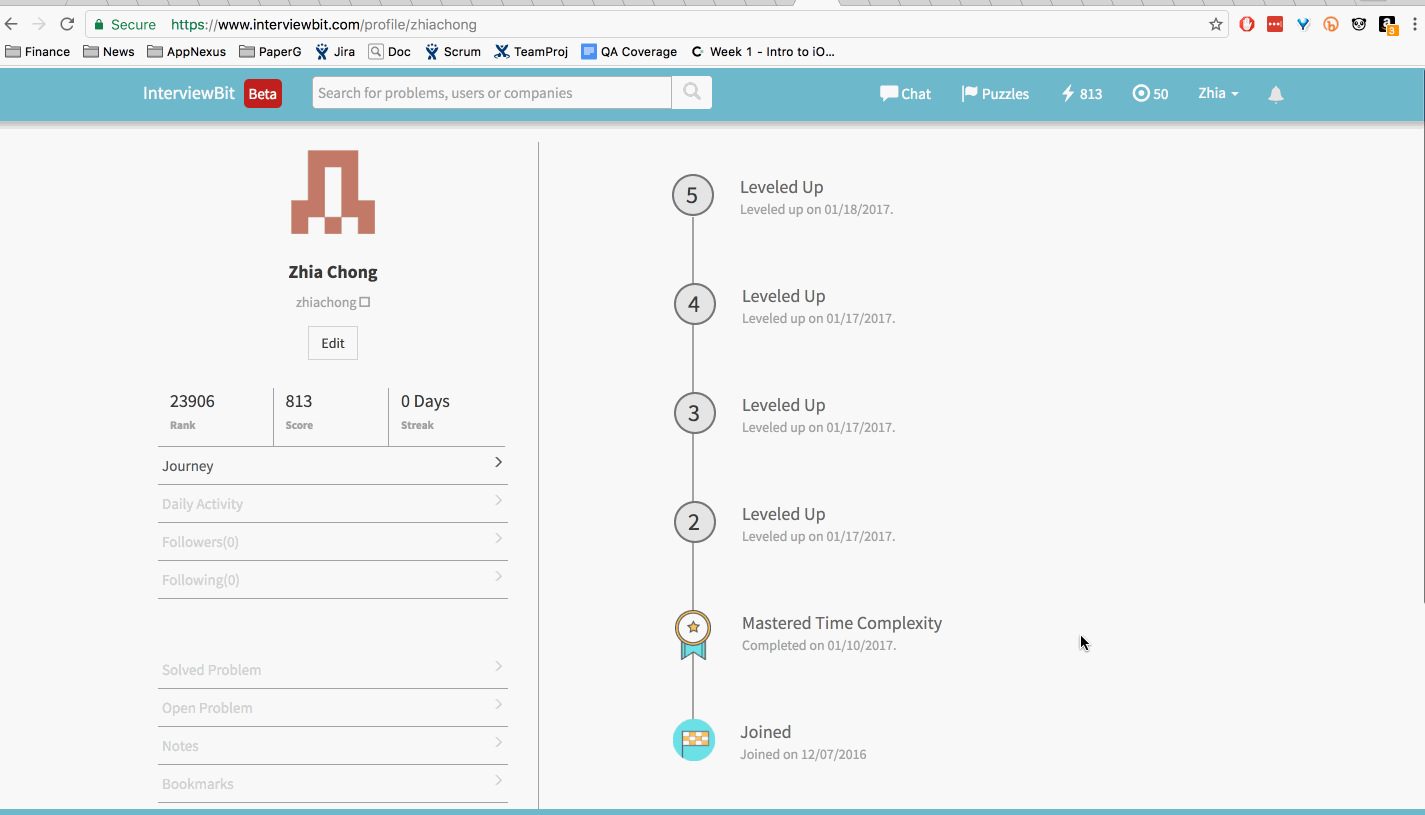 Secure https://www.interviewbit.com/profile/zhiachong
Finance News AppNexus PaperG Jira Doc Scrum TeamProj QA Coverage C Week 1 - Intro to iO...
3
InterviewBit Beta Search for problems, users or companies Chat Puzzles 813 50 Zhia
Zhia Chong
zhiachong
Edit
23906 813 0 Days
Rank Score Streak
Journey
Daily Activity
Followers(0)
Following(0)
Solved Problem
Open Problem
Notes
Bookmarks
5 Leveled Up
Leveled up on 01/18/2017.
4 Leveled Up
Leveled up on 01/17/2017.
3 Leveled Up
Leveled up on 01/17/2017.
2 Leveled Up
Leveled up on 01/17/2017.
Mastered Time Complexity
Completed on 01/10/2017.
Joined
Joined on 12/07/2016